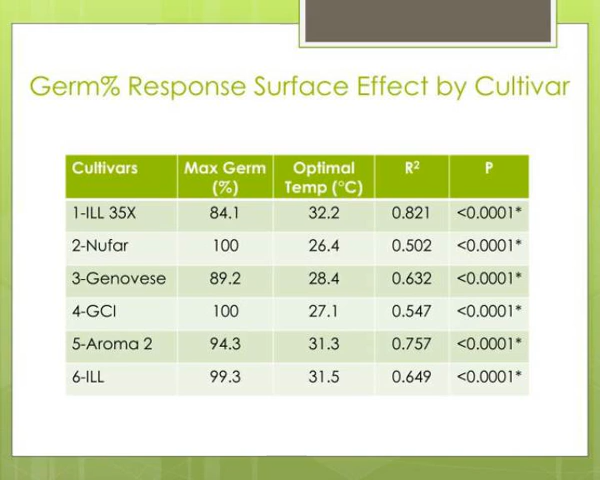 Germ% Response Surface Effect by Cultivar
Cultivars Max Germ (%) Optimal Temp (°C) R² P
1-ILL 35X 84.1 32.2 0.821 <0.0001*
2-Nufar 100 26.4 0.502 <0.0001*
3-Genovese 89.2 28.4 0.632 <0.0001*
4-GCI 100 27.1 0.547 <0.0001*
5-Aroma 2 94.3 31.3 0.757 <0.0001*
6-ILL 99.3 31.5 0.649 <0.0001*